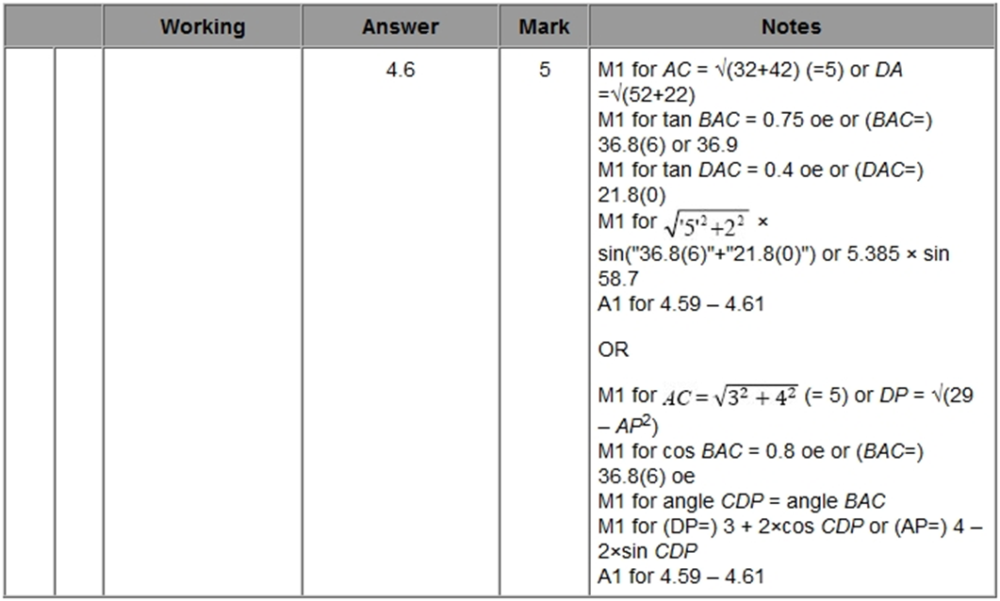 Working Answer Mark Notes
4.6 5 M1 for AC = √(32+42) (=5) or DA
=√(52+22)
M1 for tan BAC = 0.75 oe or (BAC=)
36.8(6) or 36.9
M1 for tan DAC = 0.4 oe or (DAC=)
21.8(0)
M1 for √'5'²+2² ×
sin("36.8(6)"+"21.8(0)") or 5.385 × sin
58.7
A1 for 4.59 – 4.61
OR
M1 for AC = √3² + 4² (= 5) or DP = √(29
– AP²)
M1 for cos BAC = 0.8 oe or (BAC=)
36.8(6) oe
M1 for angle CDP = angle BAC
M1 for (DP=) 3 + 2×cos CDP or (AP=) 4 –
2×sin CDP
A1 for 4.59 – 4.61